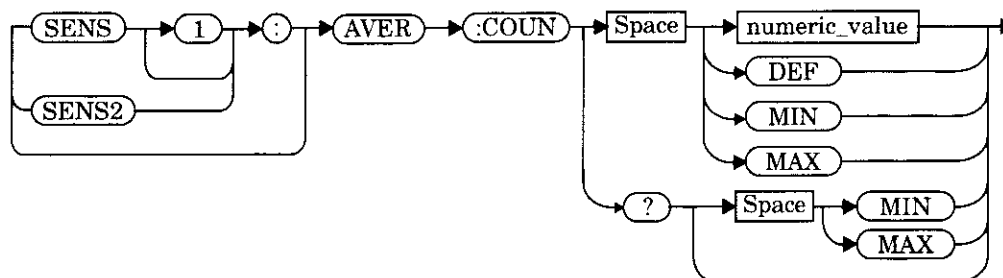 SENS 1 : AVER :COUN Space numeric_value
DEF
SENS2 MIN
MAX
? Space MIN
MAX